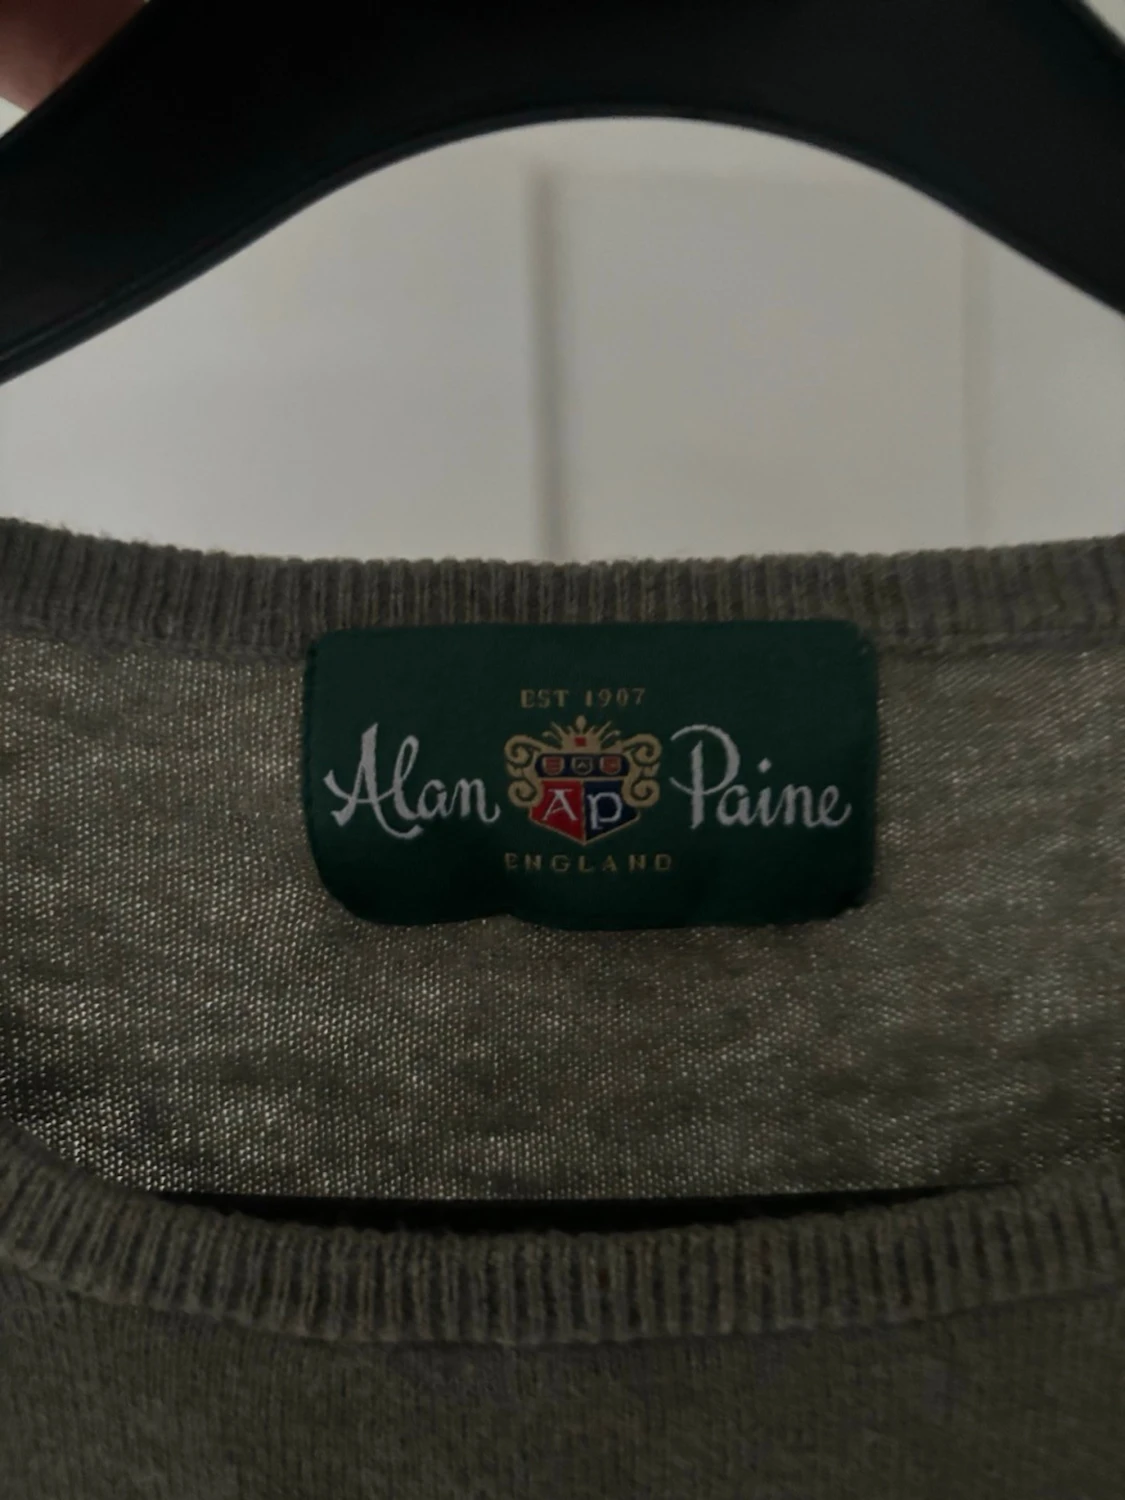 EST 1907
Alan AP Paine
ENGLAND